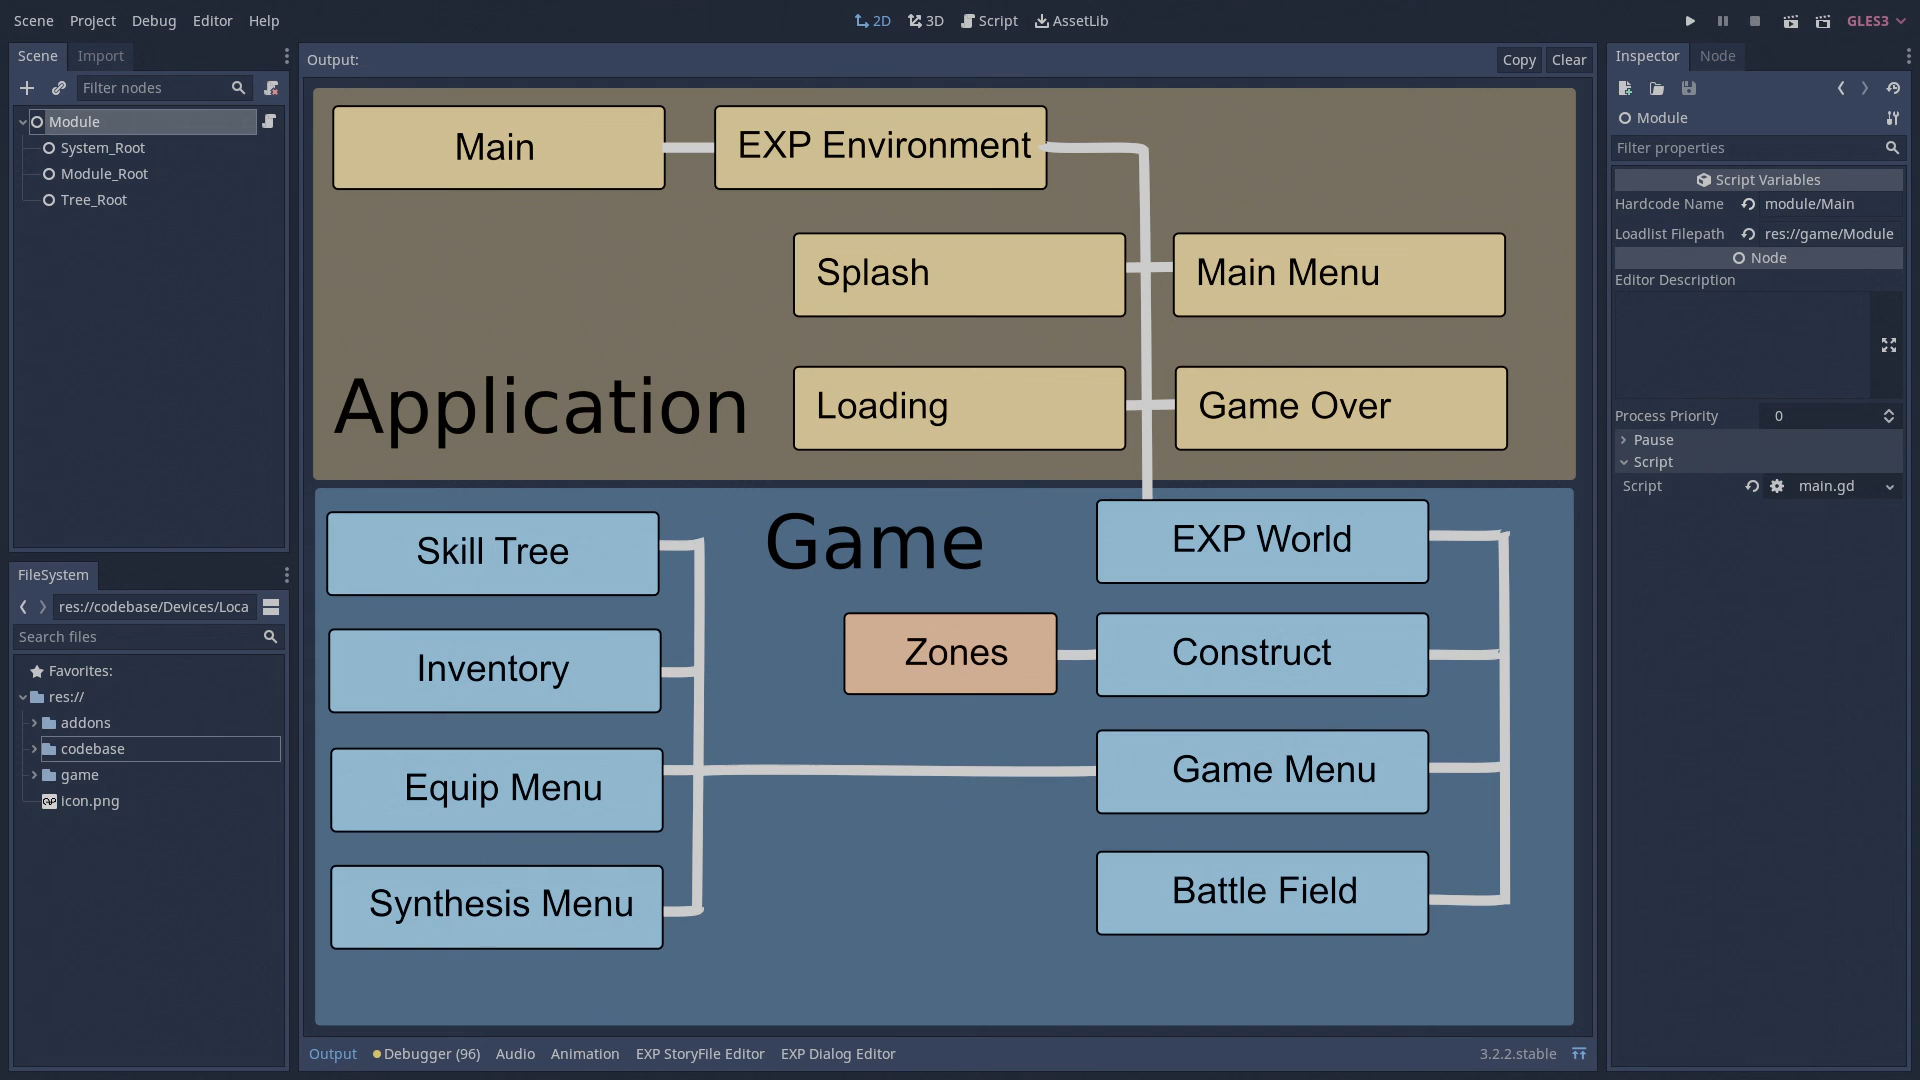 Scene Project Debug Editor Help
2D 3D Script AssetLib
GLES3
Scene Import
Filter nodes
Module
System_Root
Module_Root
Tree_Root
FileSystem
res://codebase/Devices/Loca
Search files
Favorites:
res://
addons
codebase
game
icon.png
Output:
Copy Clear
Main
EXP Environment
Splash
Main Menu
Application
Loading
Game Over
Skill Tree
Game
EXP World
Inventory
Zones
Construct
Equip Menu
Game Menu
Synthesis Menu
Battle Field
Output Debugger (96) Audio Animation EXP StoryFile Editor EXP Dialog Editor
3.2.2.stable
Inspector Node
Module
Filter properties
Script Variables
Hardcode Name module/Main
Loadlist Filepath res://game/Module
Node
Editor Description
Process Priority 0
Pause
Script
Script main.gd